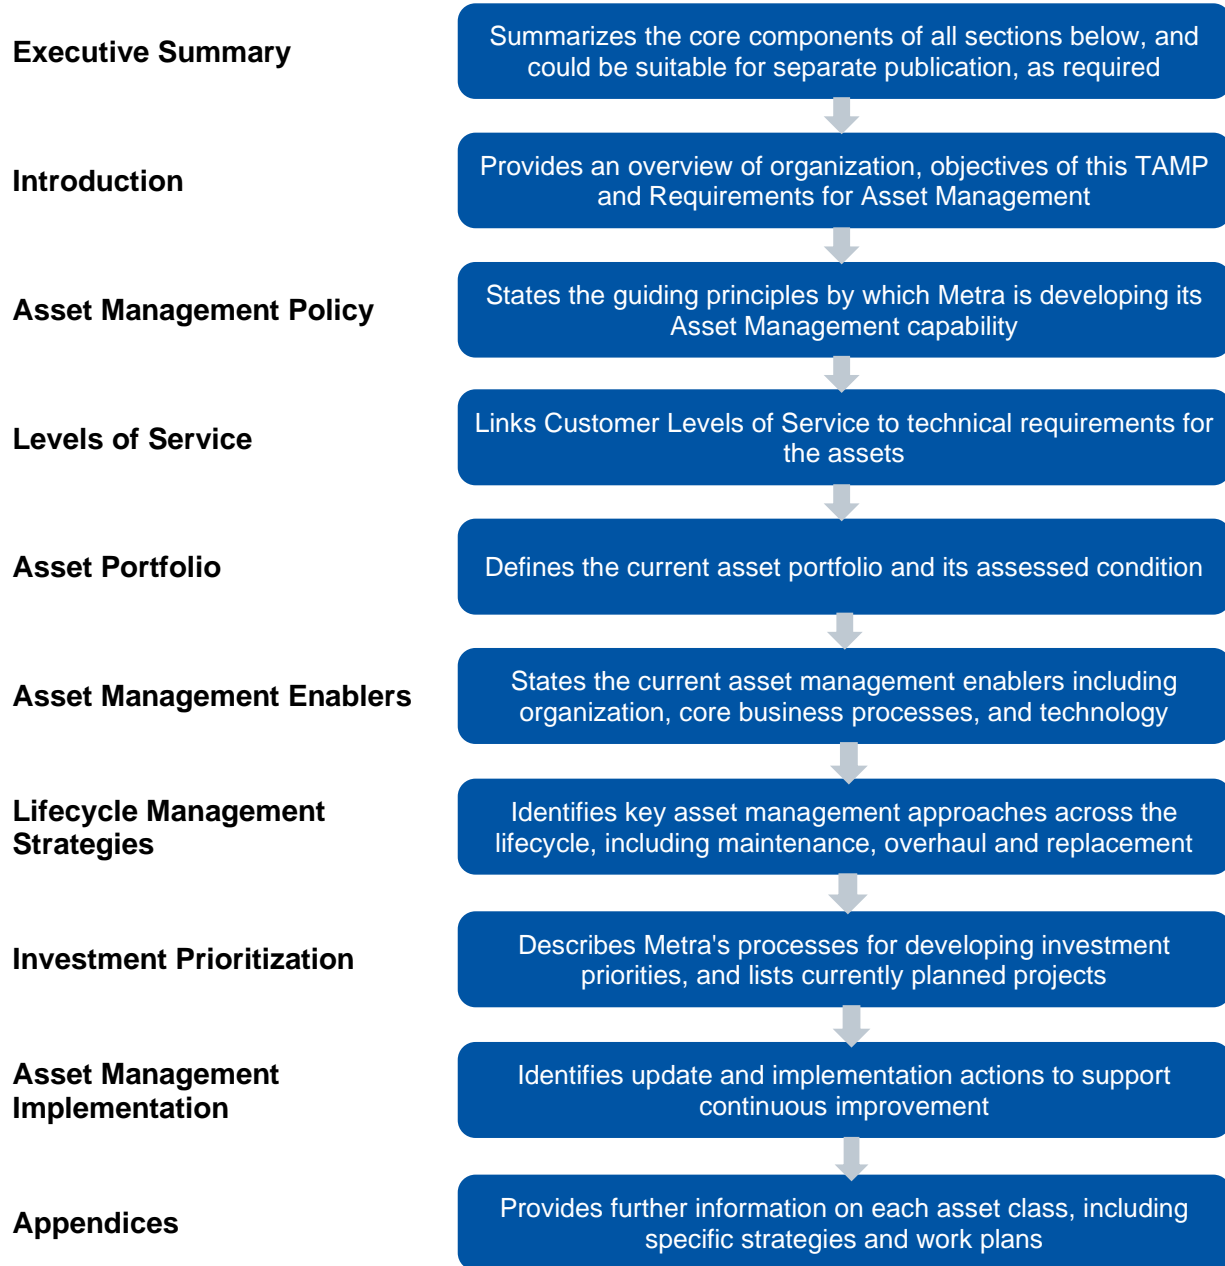 Executive Summary
Summarizes the core components of all sections below, and
could be suitable for separate publication, as required
Introduction
Provides an overview of organization, objectives of this TAMP
and Requirements for Asset Management
Asset Management Policy
States the guiding principles by which Metra is developing its
Asset Management capability
Levels of Service
Links Customer Levels of Service to technical requirements for
the assets
Asset Portfolio
Defines the current asset portfolio and its assessed condition
Asset Management Enablers
States the current asset management enablers including
organization, core business processes, and technology
Lifecycle Management
Strategies
Identifies key asset management approaches across the
lifecycle, including maintenance, overhaul and replacement
Investment Prioritization
Describes Metra's processes for developing investment
priorities, and lists currently planned projects
Asset Management
Implementation
Identifies update and implementation actions to support
continuous improvement
Appendices
Provides further information on each asset class, including
specific strategies and work plans